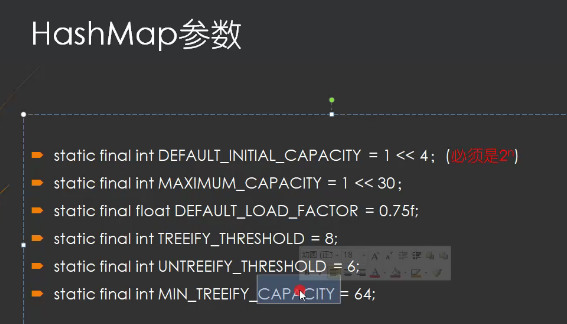 HashMap参数
static final int DEFAULT_INITIAL_CAPACITY = 1 << 4；(必须是2ⁿ)
static final int MAXIMUM_CAPACITY = 1 << 30；
static final float DEFAULT_LOAD_FACTOR = 0.75f;
static final int TREEIFY_THRESHOLD = 8;
static final int UNTREEIFY_THRESHOLD = 6;
static final int MIN_TREEIFY_CAPACITY = 64;